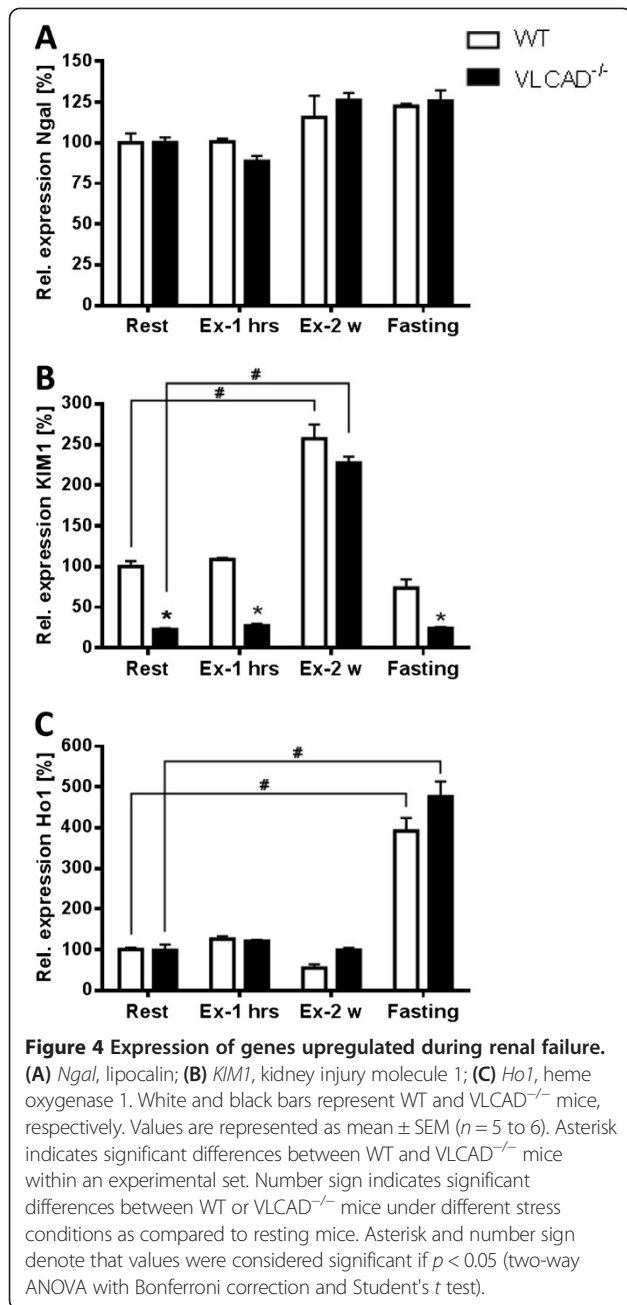 A
WT
VLCAD-/-
Rel. expression Ngal [%]
150
125
100
75
50
25
0
Rest Ex-1 hrs Ex-2 w Fasting
B
#
#
Rel. expression KIM1 [%]
300
250
200
150
100
50
0
* * *
Rest Ex-1 hrs Ex-2 w Fasting
C
#
#
Rel. expression Ho1 [%]
600
500
400
300
200
100
0
Rest Ex-1 hrs Ex-2 w Fasting
Figure 4 Expression of genes upregulated during renal failure.
(A) Ngal, lipocalin; (B) KIM1, kidney injury molecule 1; (C) Ho1, heme
oxygenase 1. White and black bars represent WT and VLCAD−/− mice,
respectively. Values are represented as mean ± SEM (n = 5 to 6). Asterisk
indicates significant differences between WT and VLCAD−/− mice
within an experimental set. Number sign indicates significant
differences between WT or VLCAD−/− mice under different stress
conditions as compared to resting mice. Asterisk and number sign
denote that values were considered significant if p < 0.05 (two-way
ANOVA with Bonferroni correction and Student's t test).